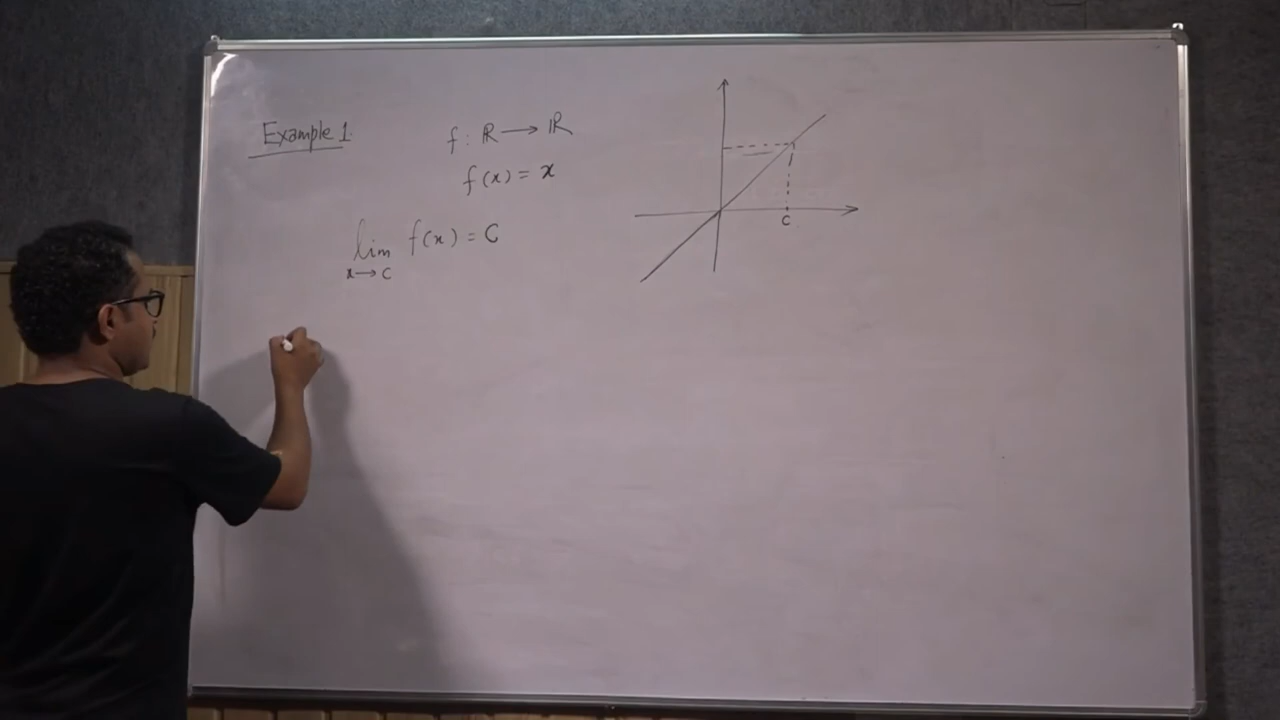 Example 1.
f : ℝ ⟶ ℝ
f(x) = x
lim f(x) = C
x→C
C